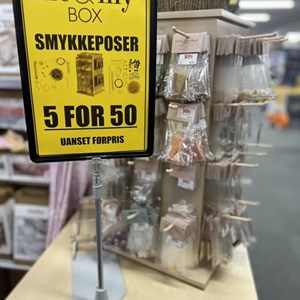 BOX
SMYKKEPOSER
5 FOR 50
UANSET FØRPRIS